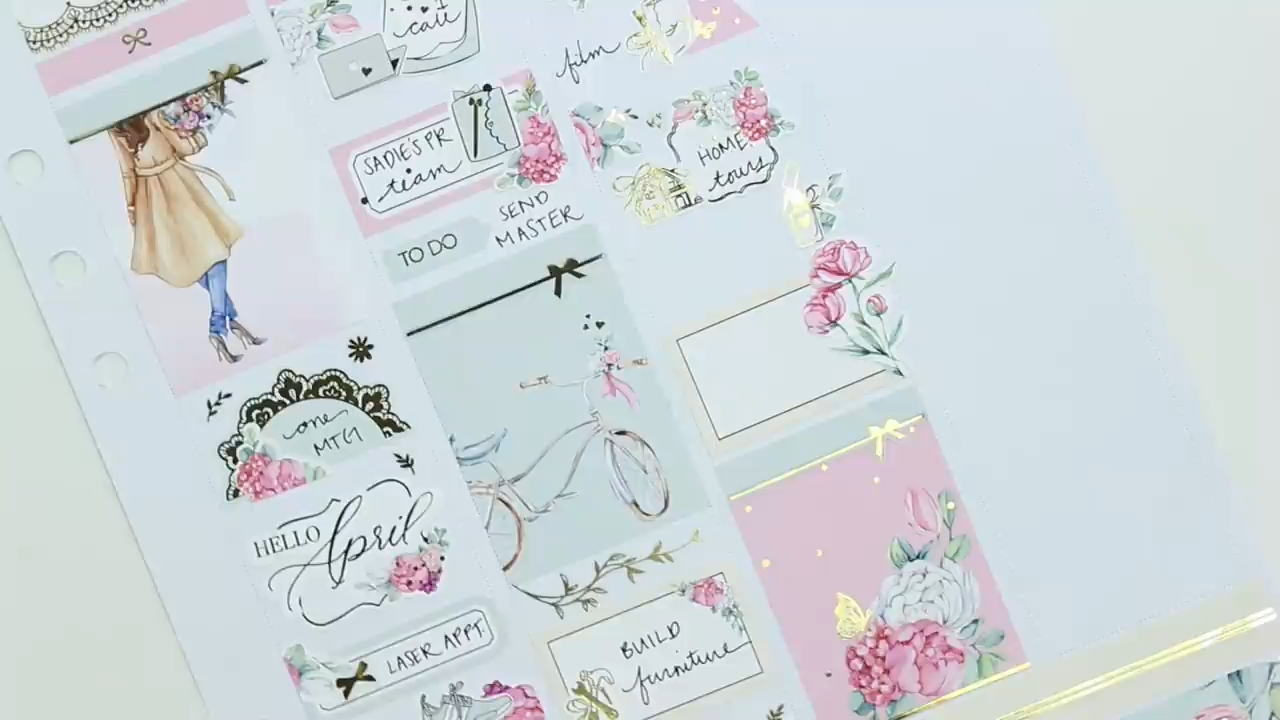 call
SADIE'S PR
team
TO DO
SEND
MASTER
one
MTG
HELLO April
LASER APPT.
film
HOME
tours
BUILD
furniture